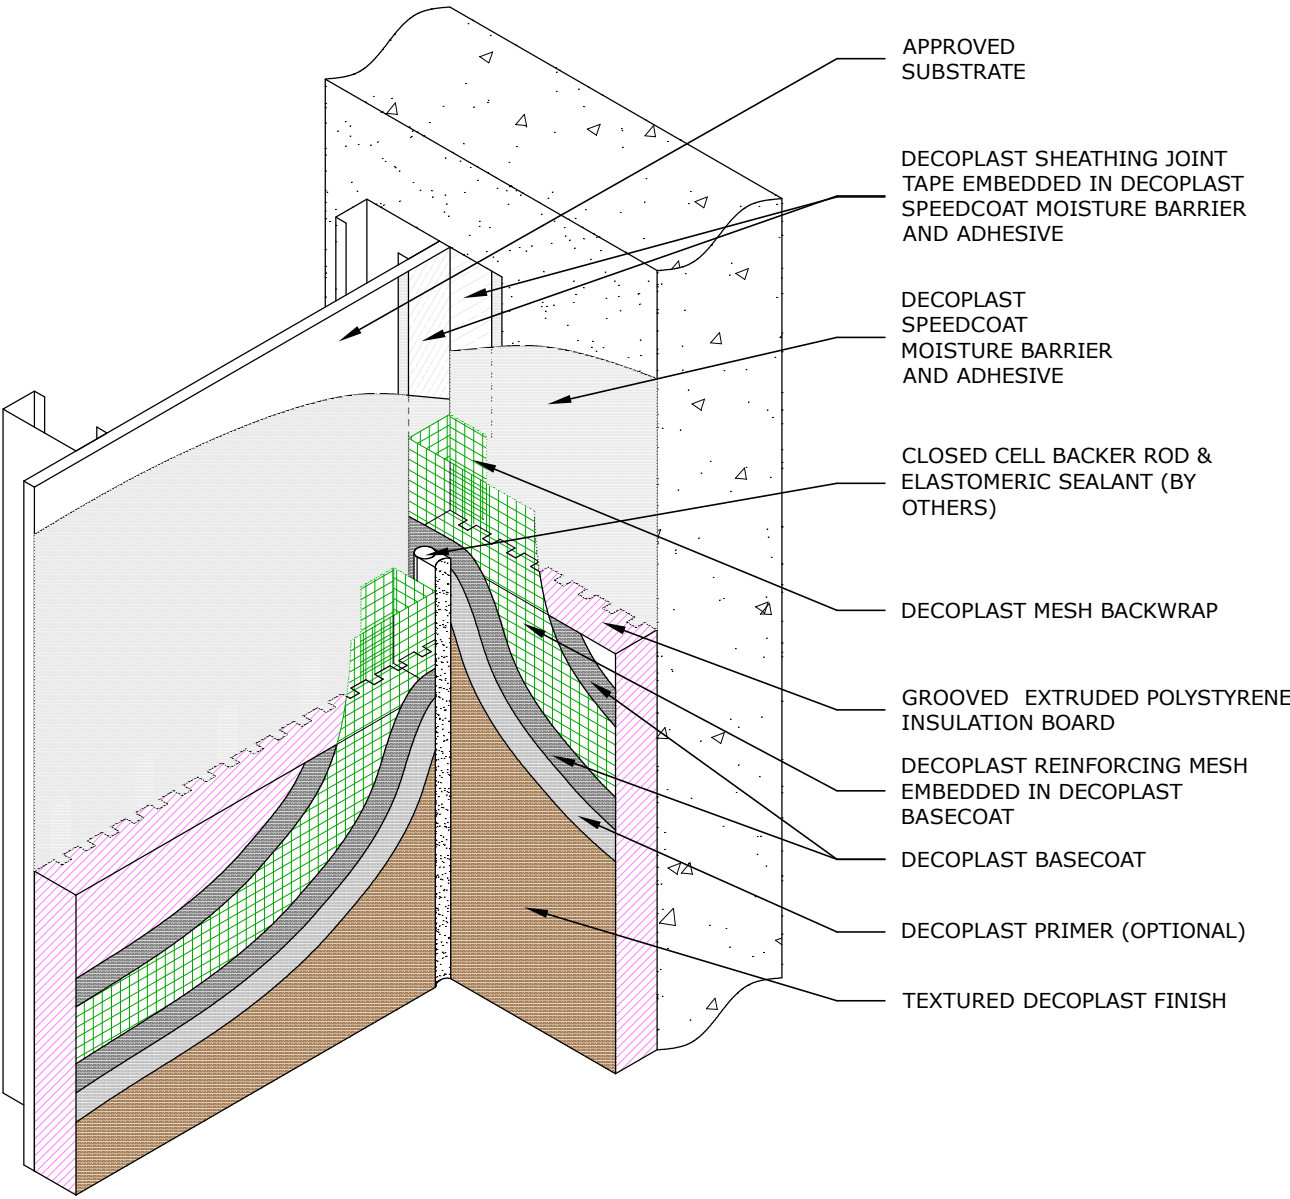 APPROVED
SUBSTRATE
DECOPLAST SHEATHING JOINT
TAPE EMBEDDED IN DECOPLAST
SPEEDCOAT MOISTURE BARRIER
AND ADHESIVE
DECOPLAST
SPEEDCOAT
MOISTURE BARRIER
AND ADHESIVE
CLOSED CELL BACKER ROD &
ELASTOMERIC SEALANT (BY
OTHERS)
DECOPLAST MESH BACKWRAP
GROOVED EXTRUDED POLYSTYRENE
INSULATION BOARD
DECOPLAST REINFORCING MESH
EMBEDDED IN DECOPLAST
BASECOAT
DECOPLAST BASECOAT
DECOPLAST PRIMER (OPTIONAL)
TEXTURED DECOPLAST FINISH